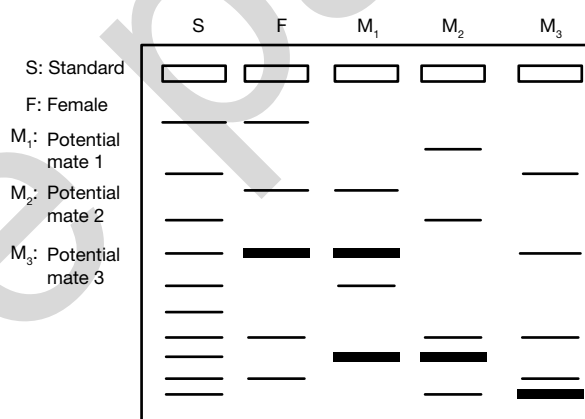 S F M₁ M₂ M₃
S: Standard
F: Female
M₁: Potential
mate 1
M₂: Potential
mate 2
M₃: Potential
mate 3